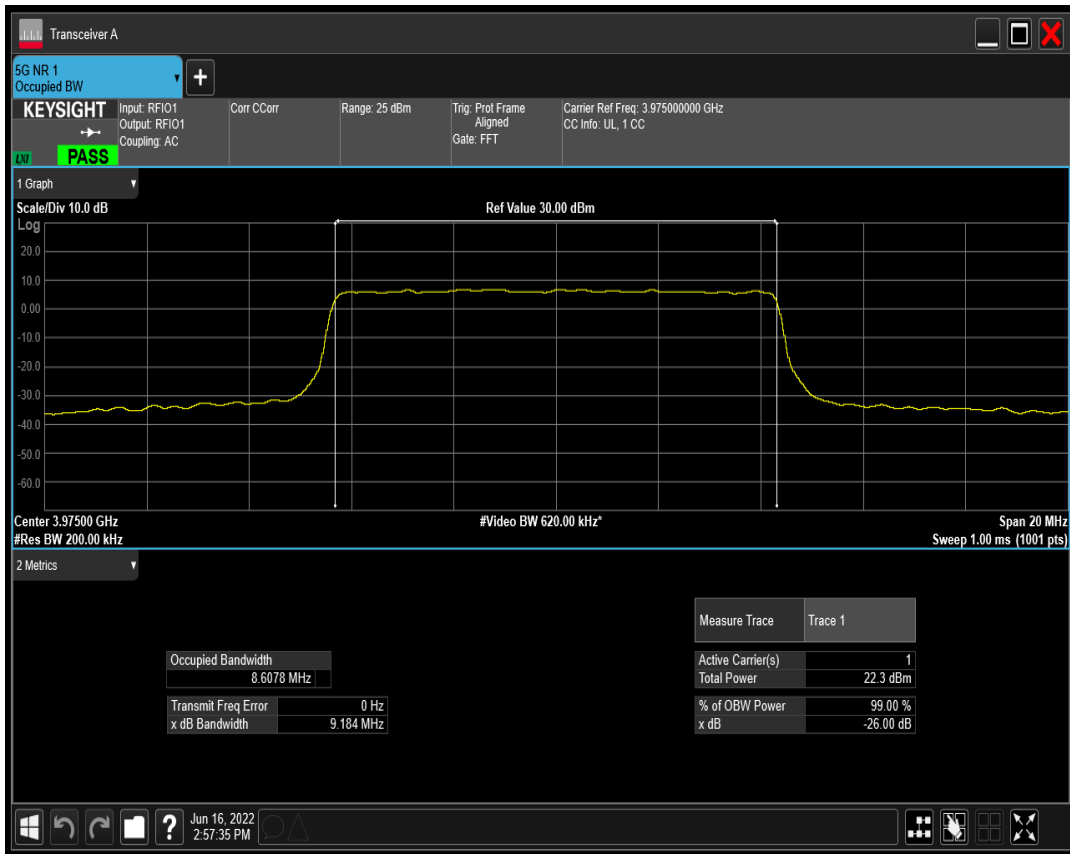 Transceiver A
5G NR 1
Occupied BW
+
KEYSIGHT
LXI
PASS
Input: RFIO1
Output: RFIO1
Coupling: AC
Corr CCorr
Range: 25 dBm
Trig: Prot Frame
Aligned
Gate: FFT
Carrier Ref Freq: 3.975000000 GHz
CC Info: UL, 1 CC
1 Graph
Scale/Div 10.0 dB
Ref Value 30.00 dBm
Log
20.0
10.0
0.00
-10.0
-20.0
-30.0
-40.0
-50.0
-60.0
Center 3.97500 GHz
#Video BW 620.00 kHz*
Span 20 MHz
#Res BW 200.00 kHz
Sweep 1.00 ms (1001 pts)
2 Metrics
Measure Trace Trace 1
Occupied Bandwidth
8.6078 MHz
Transmit Freq Error 0 Hz
x dB Bandwidth 9.184 MHz
Active Carrier(s) 1
Total Power 22.3 dBm
% of OBW Power 99.00 %
x dB -26.00 dB
?
Jun 16, 2022
2:57:35 PM